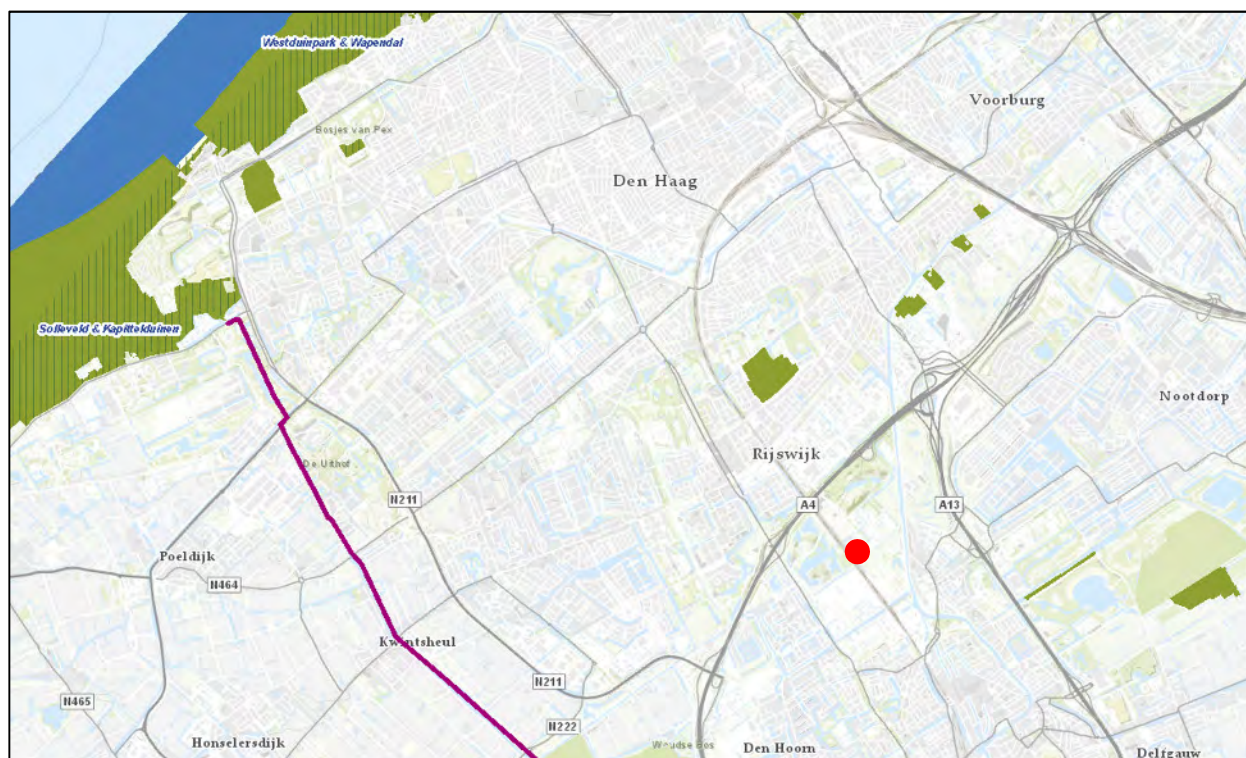 Westduinpark & Wapendal
Voorburg
Bosjes van Pex
Den Haag
Solleveld & Kapittelduinen
Nootdorp
Rijswijk
De Uithof
N211
A4
A13
Poeldijk
N464
Kwintsheul
N211
N465
N222
Honselersdijk
Woudse Bos
Den Hoorn
Delfgauw